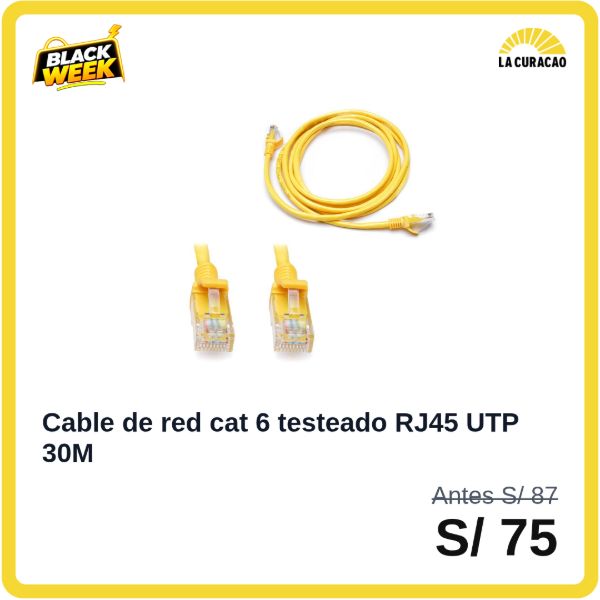 BLACK
WEEK
LA CURACAO
Cable de red cat 6 testeado RJ45 UTP
30M
Antes S/ 87
S/ 75